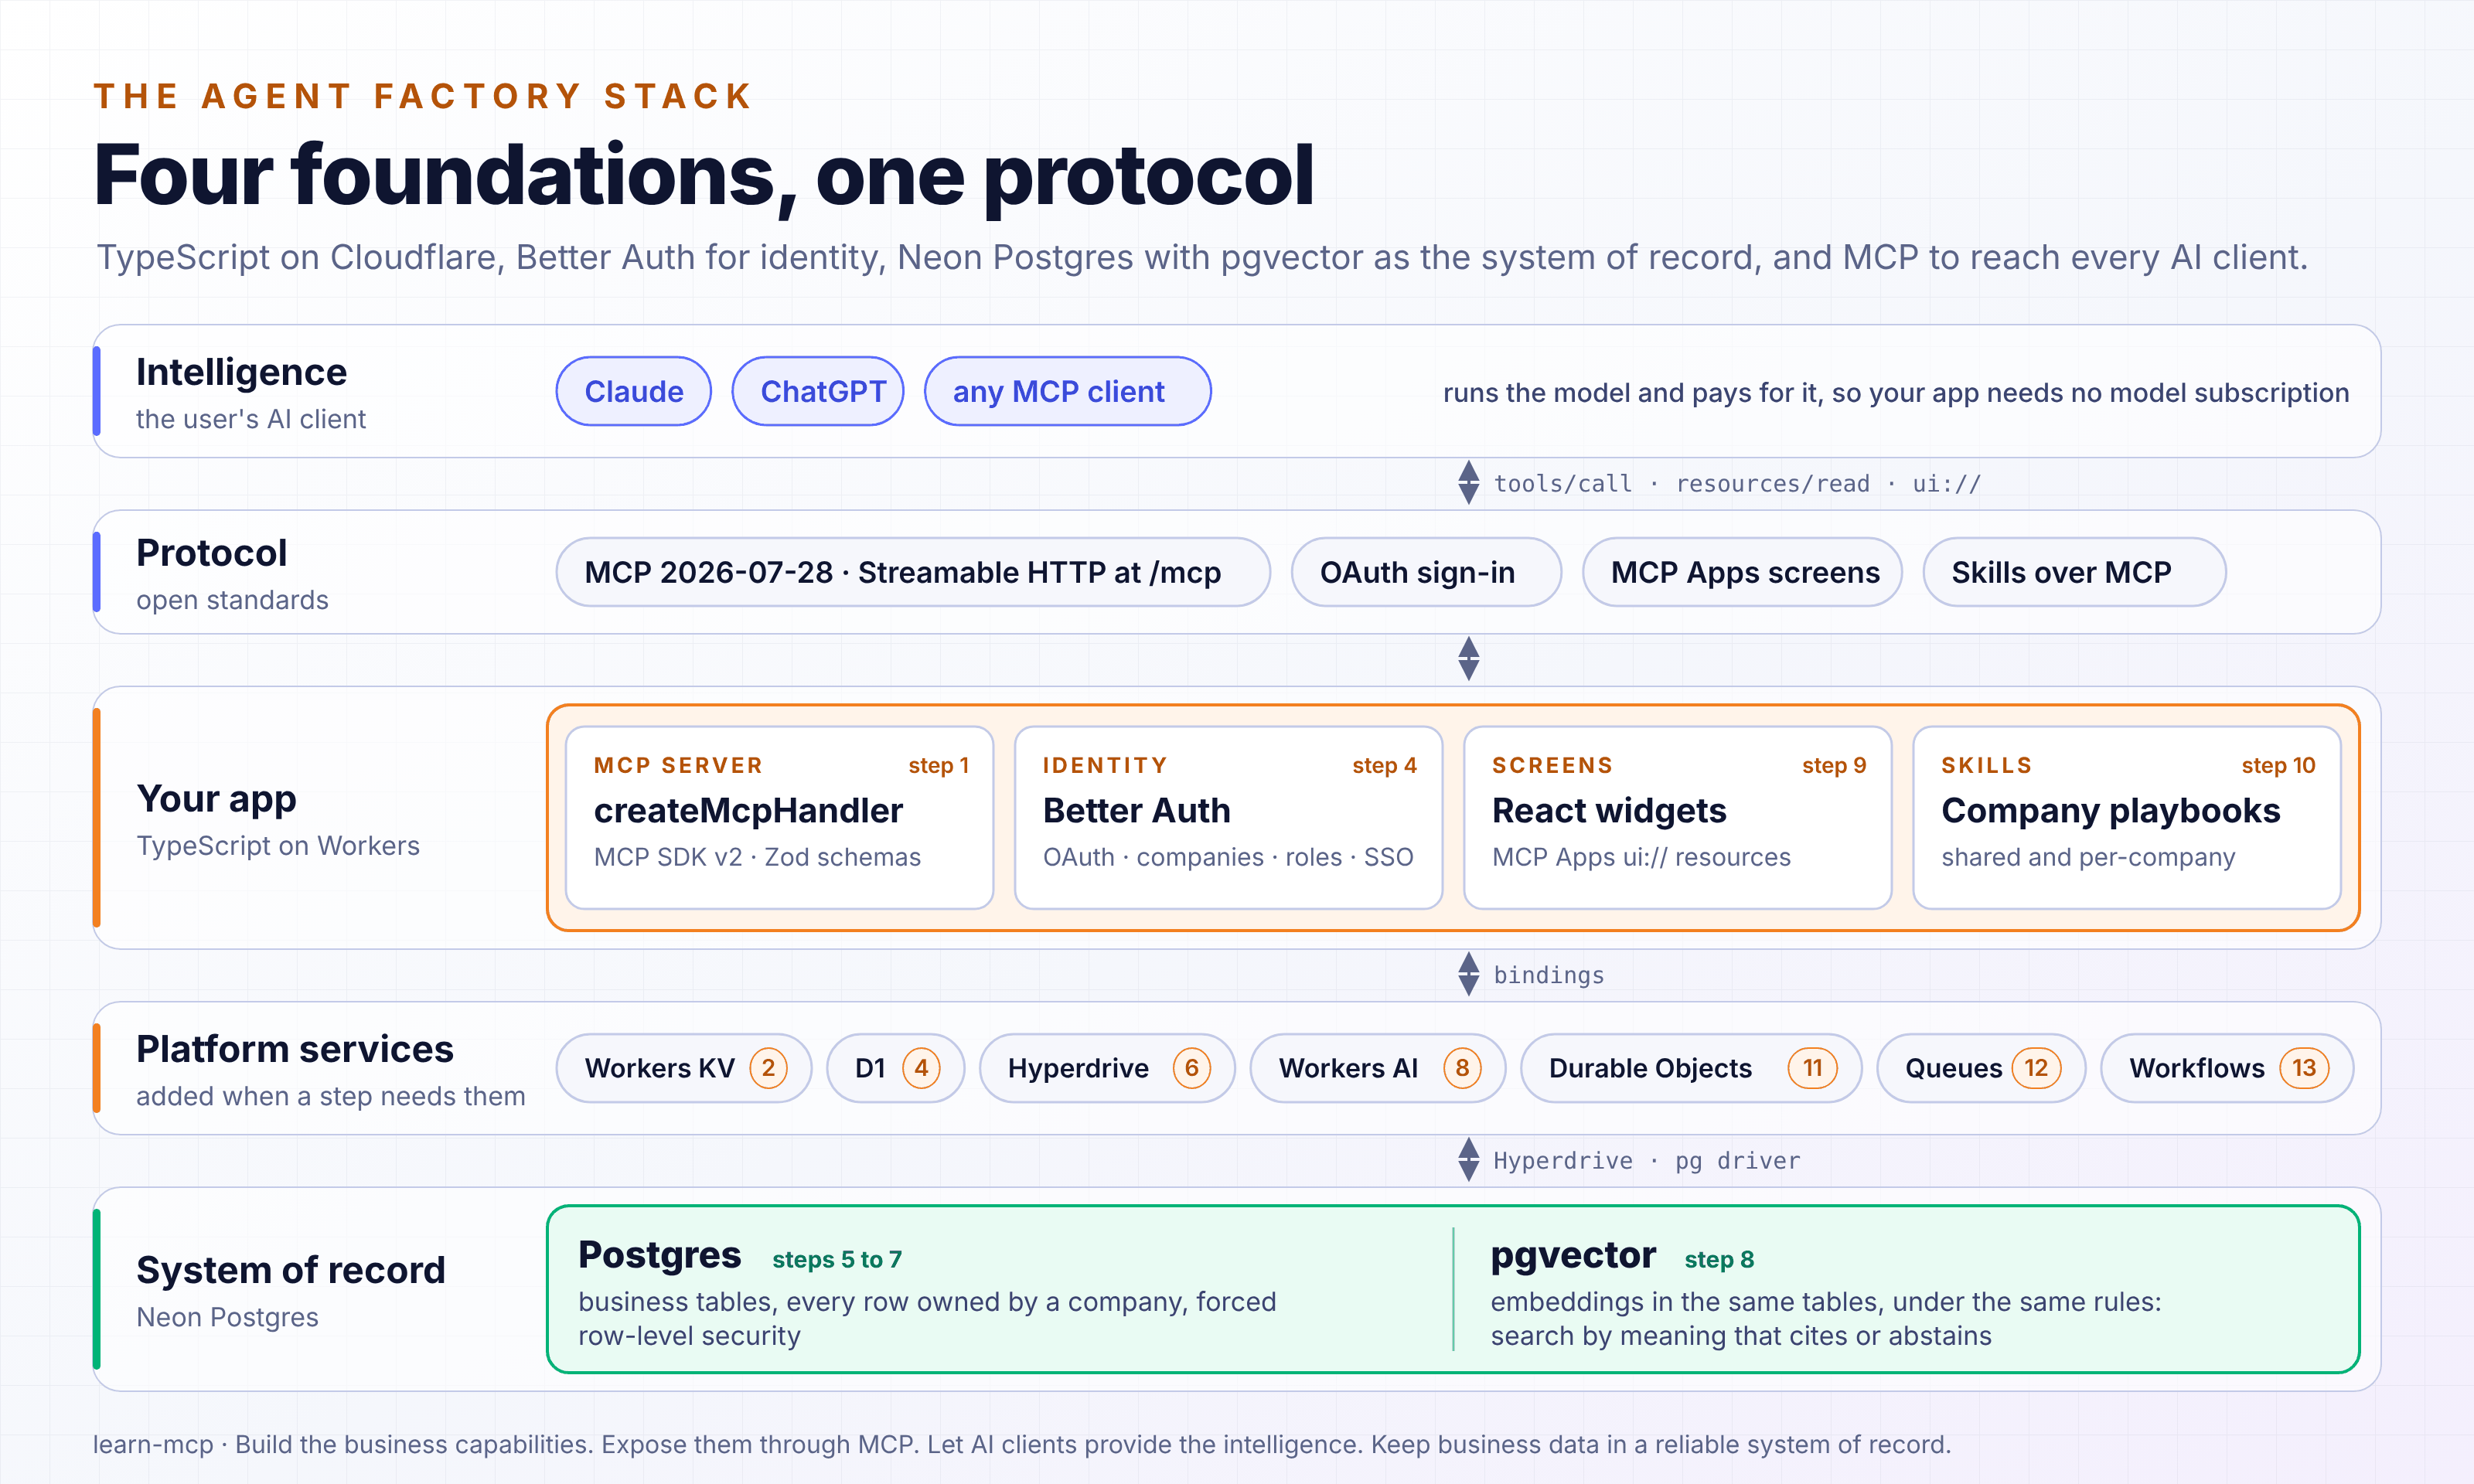 THE AGENT FACTORY STACK
Four foundations, one protocol
TypeScript on Cloudflare, Better Auth for identity, Neon Postgres with pgvector as the system of record, and MCP to reach every AI client.
Intelligence
the user's AI client
Claude
ChatGPT
any MCP client
runs the model and pays for it, so your app needs no model subscription
tools/call · resources/read · ui://
Protocol
open standards
MCP 2026-07-28 · Streamable HTTP at /mcp
OAuth sign-in
MCP Apps screens
Skills over MCP
Your app
TypeScript on Workers
MCP SERVER
step 1
createMcpHandler
MCP SDK v2 · Zod schemas
IDENTITY
step 4
Better Auth
OAuth · companies · roles · SSO
SCREENS
step 9
React widgets
MCP Apps ui:// resources
SKILLS
step 10
Company playbooks
shared and per-company
bindings
Platform services
added when a step needs them
Workers KV 2
D1 4
Hyperdrive 6
Workers AI 8
Durable Objects 11
Queues 12
Workflows 13
Hyperdrive · pg driver
System of record
Neon Postgres
Postgres steps 5 to 7
business tables, every row owned by a company, forced
row-level security
pgvector step 8
embeddings in the same tables, under the same rules:
search by meaning that cites or abstains
learn-mcp · Build the business capabilities. Expose them through MCP. Let AI clients provide the intelligence. Keep business data in a reliable system of record.